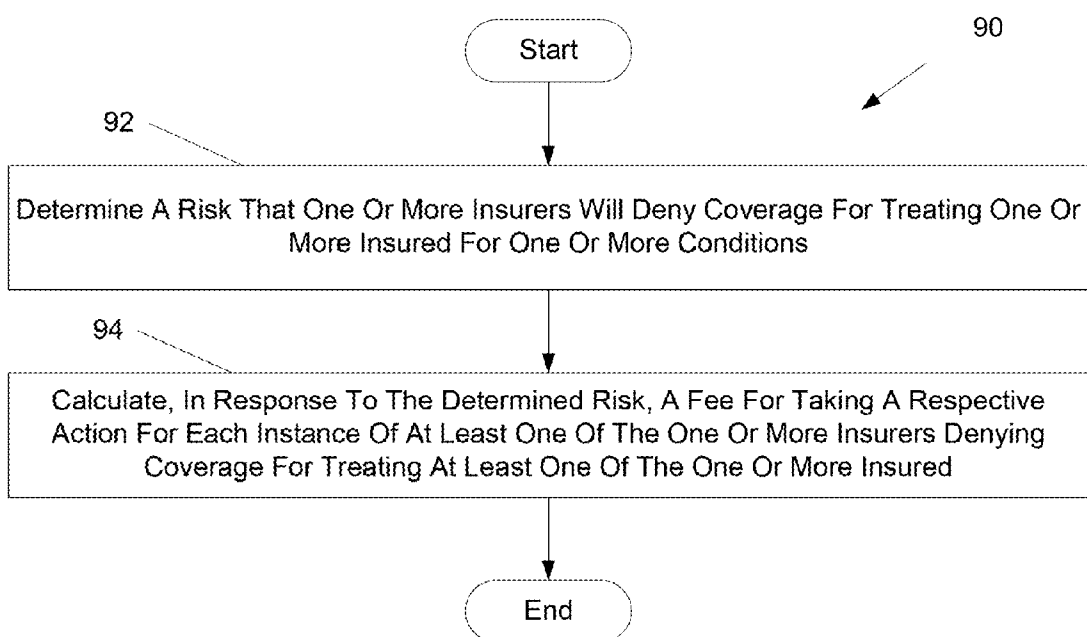 Start
90
92
Determine A Risk That One Or More Insurers Will Deny Coverage For Treating One Or
More Insured For One Or More Conditions
94
Calculate, In Response To The Determined Risk, A Fee For Taking A Respective
Action For Each Instance Of At Least One Of The One Or More Insurers Denying
Coverage For Treating At Least One Of The One Or More Insured
End